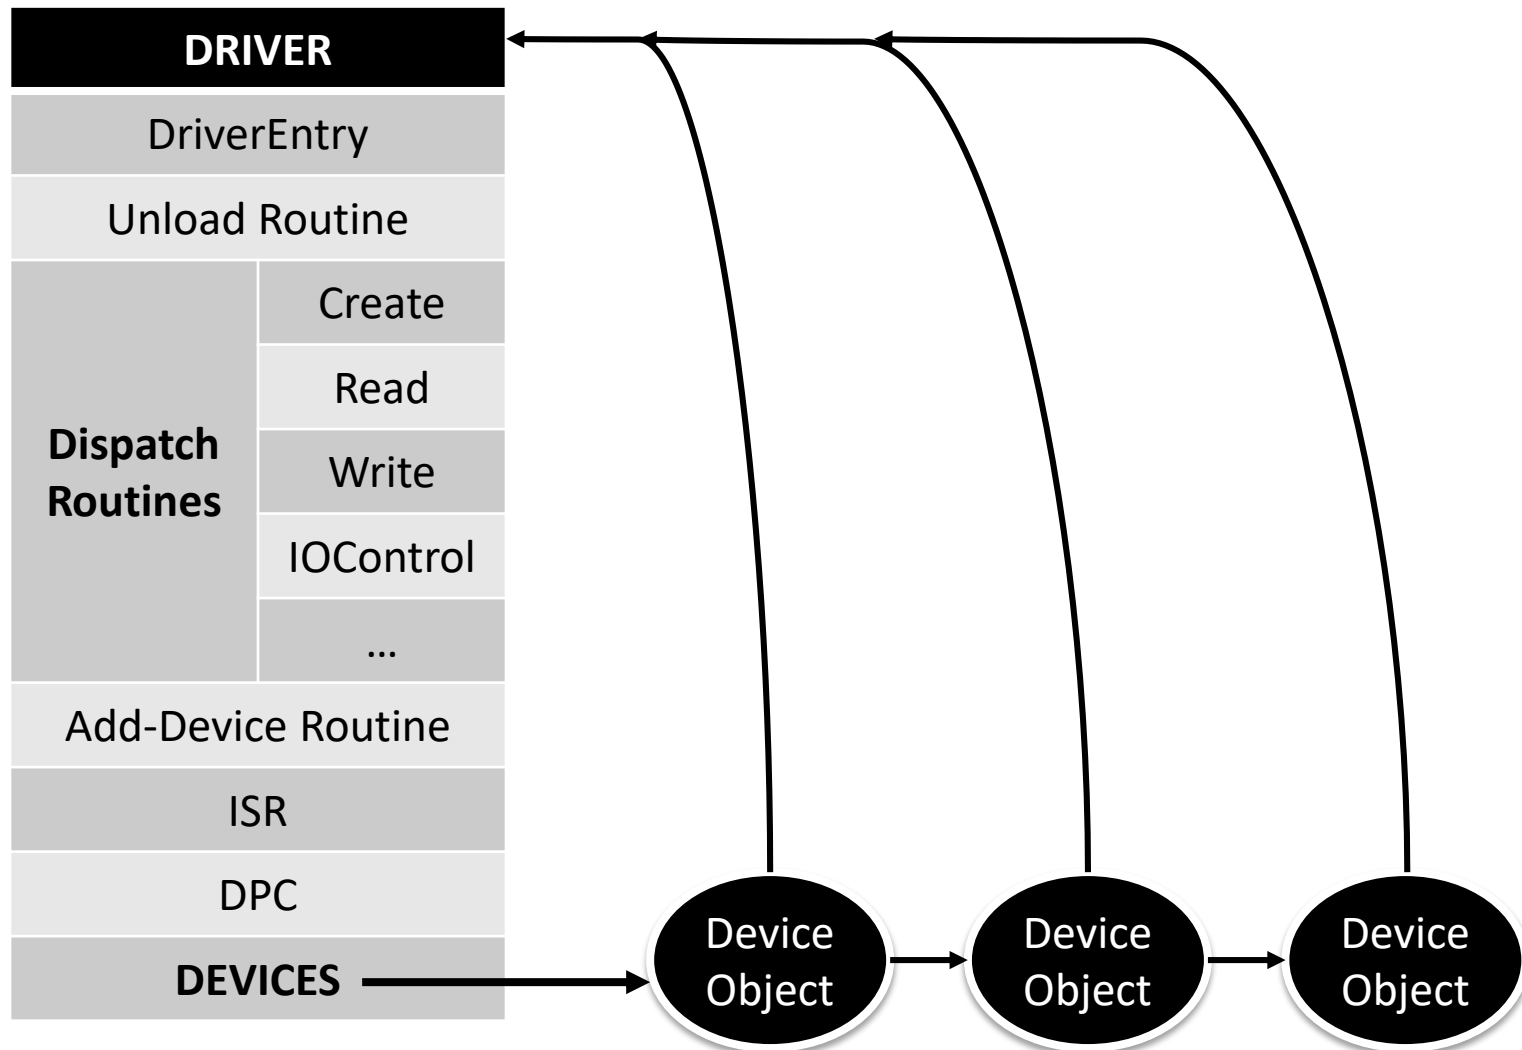 DRIVER
DriverEntry
Unload Routine
Dispatch
Routines
Create
Read
Write
IOControl
...
Add-Device Routine
ISR
DPC
DEVICES
Device
Object
Device
Object
Device
Object